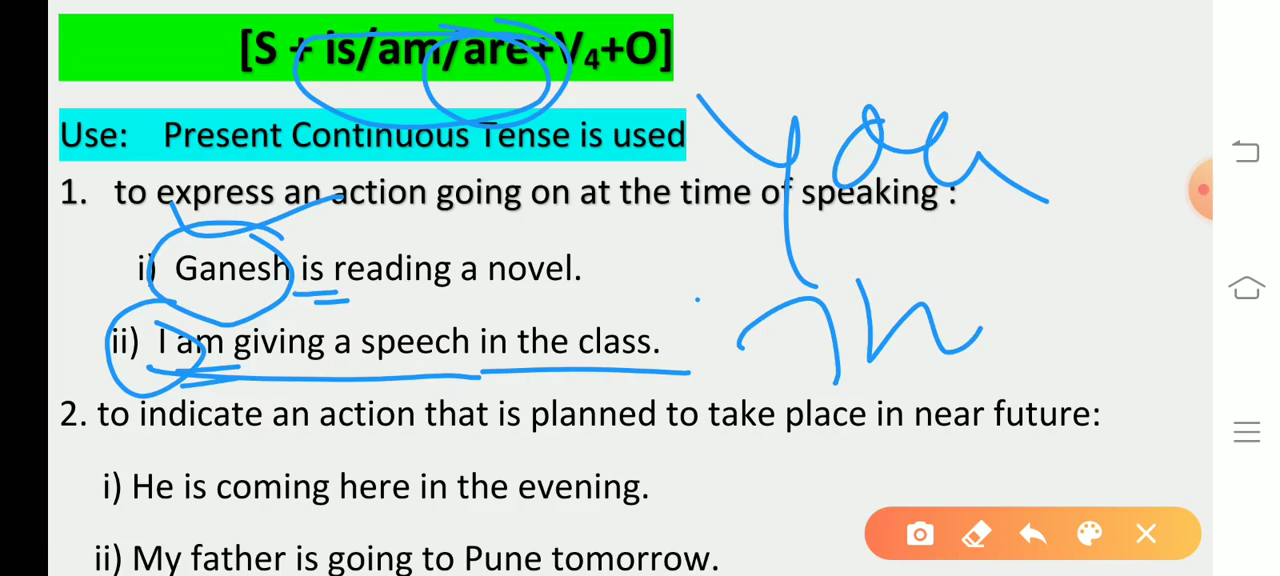 [S + is/am/are+V₄+O]
Use: Present Continuous Tense is used
You
1. to express an action going on at the time of speaking :
i) Ganesh is reading a novel.
ii) I am giving a speech in the class.
2. to indicate an action that is planned to take place in near future:
i) He is coming here in the evening.
ii) My father is going to Pune tomorrow.